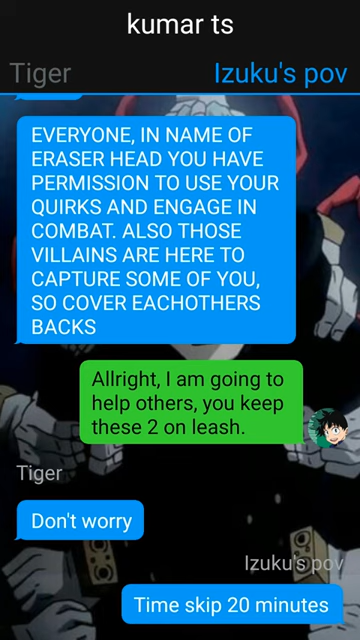 kumar ts
Tiger
Izuku's pov
EVERYONE, IN NAME OF
ERASER HEAD YOU HAVE
PERMISSION TO USE YOUR
QUIRKS AND ENGAGE IN
COMBAT. ALSO THOSE
VILLAINS ARE HERE TO
CAPTURE SOME OF YOU,
SO COVER EACHOTHERS
BACKS
Allright, I am going to
help others, you keep
these 2 on leash.
Tiger
Don't worry
Izuku's pov
Time skip 20 minutes